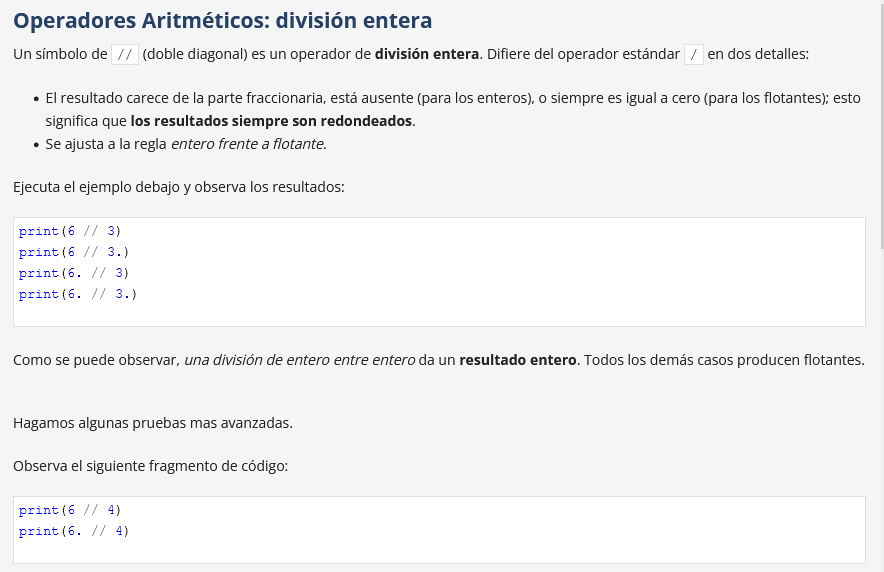 Operadores Aritméticos: división entera
Un símbolo de // (doble diagonal) es un operador de división entera. Difiere del operador estándar / en dos detalles:
• El resultado carece de la parte fraccionaria, está ausente (para los enteros), o siempre es igual a cero (para los flotantes); esto
significa que los resultados siempre son redondeados.
• Se ajusta a la regla entero frente a flotante.
Ejecuta el ejemplo debajo y observa los resultados:
print(6 // 3)
print(6 // 3.)
print(6. // 3)
print(6. // 3.)
Como se puede observar, una división de entero entre entero da un resultado entero. Todos los demás casos producen flotantes.
Hagamos algunas pruebas mas avanzadas.
Observa el siguiente fragmento de código:
print(6 // 4)
print(6. // 4)